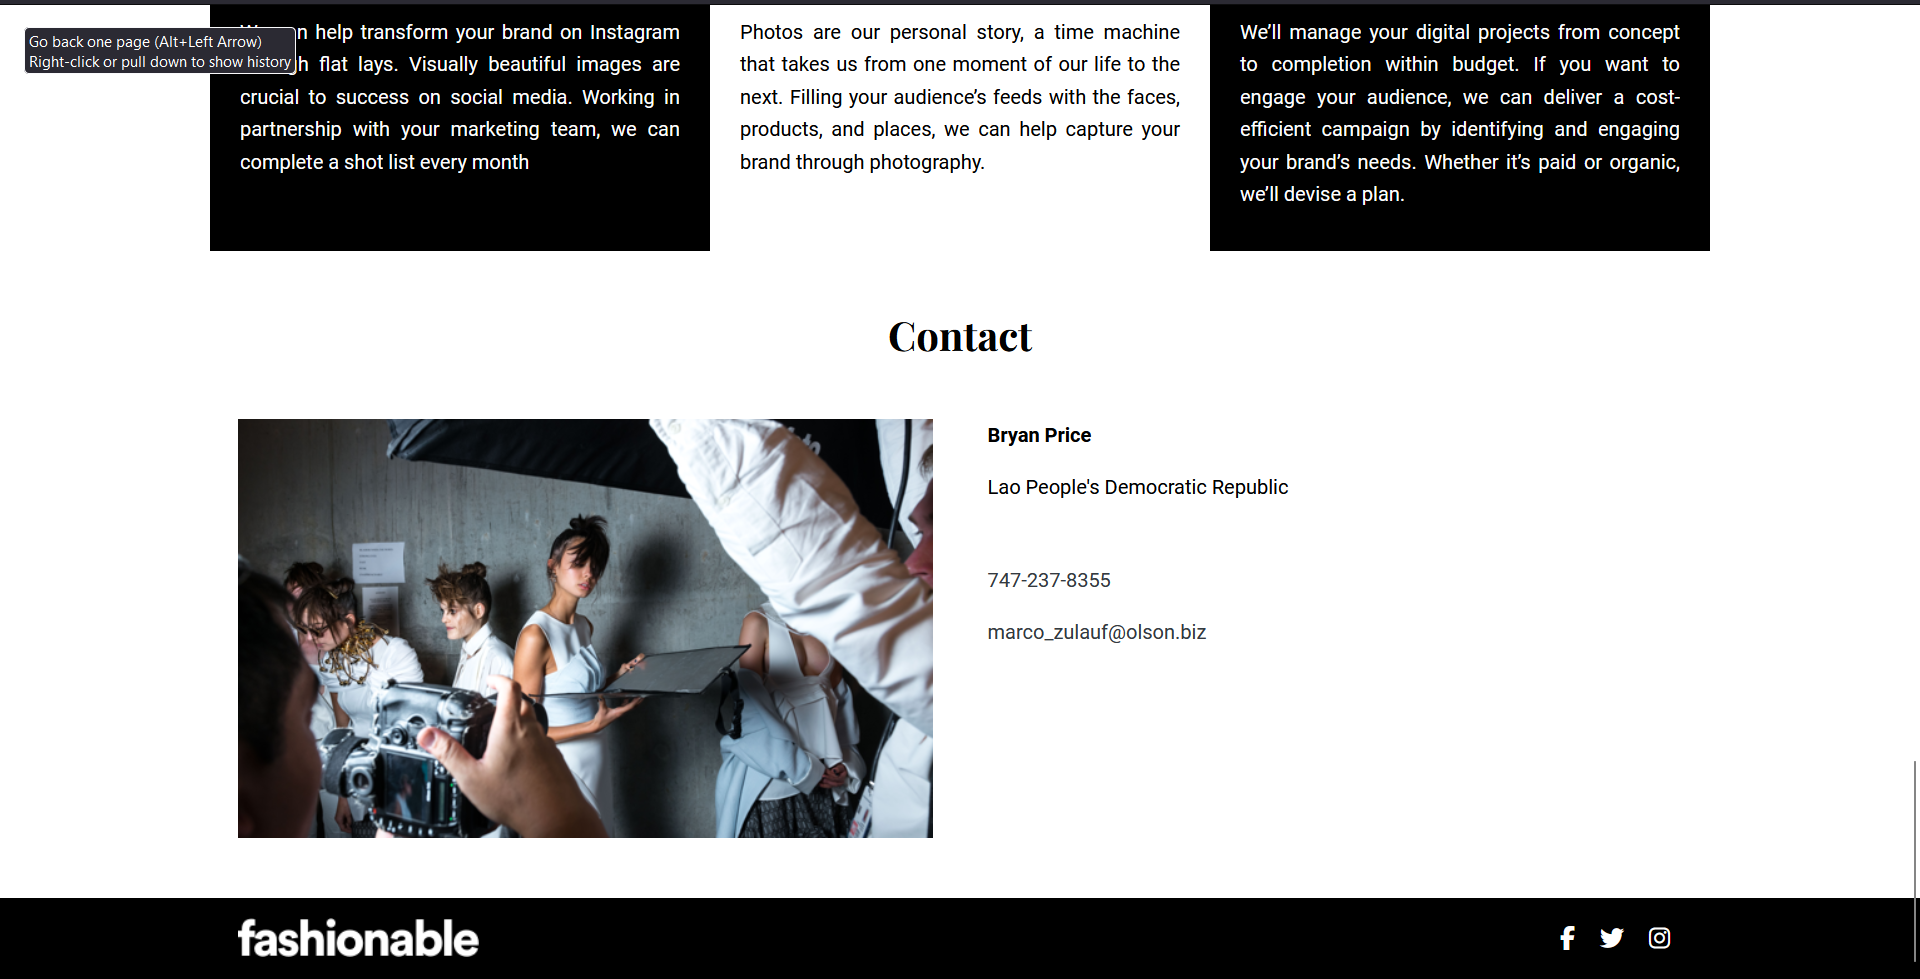 Go back one page (Alt+Left Arrow)
Right-click or pull down to show history
help transform your brand on Instagram
flat lays. Visually beautiful images are
crucial to success on social media. Working in
partnership with your marketing team, we can
complete a shot list every month
Photos are our personal story, a time machine
that takes us from one moment of our life to the
next. Filling your audience’s feeds with the faces,
products, and places, we can help capture your
brand through photography.
We’ll manage your digital projects from concept
to completion within budget. If you want to
engage your audience, we can deliver a cost-
efficient campaign by identifying and engaging
your brand’s needs. Whether it’s paid or organic,
we’ll devise a plan.
Contact
Bryan Price
Lao People's Democratic Republic
747-237-8355
marco_zulauf@olson.biz
fashionable